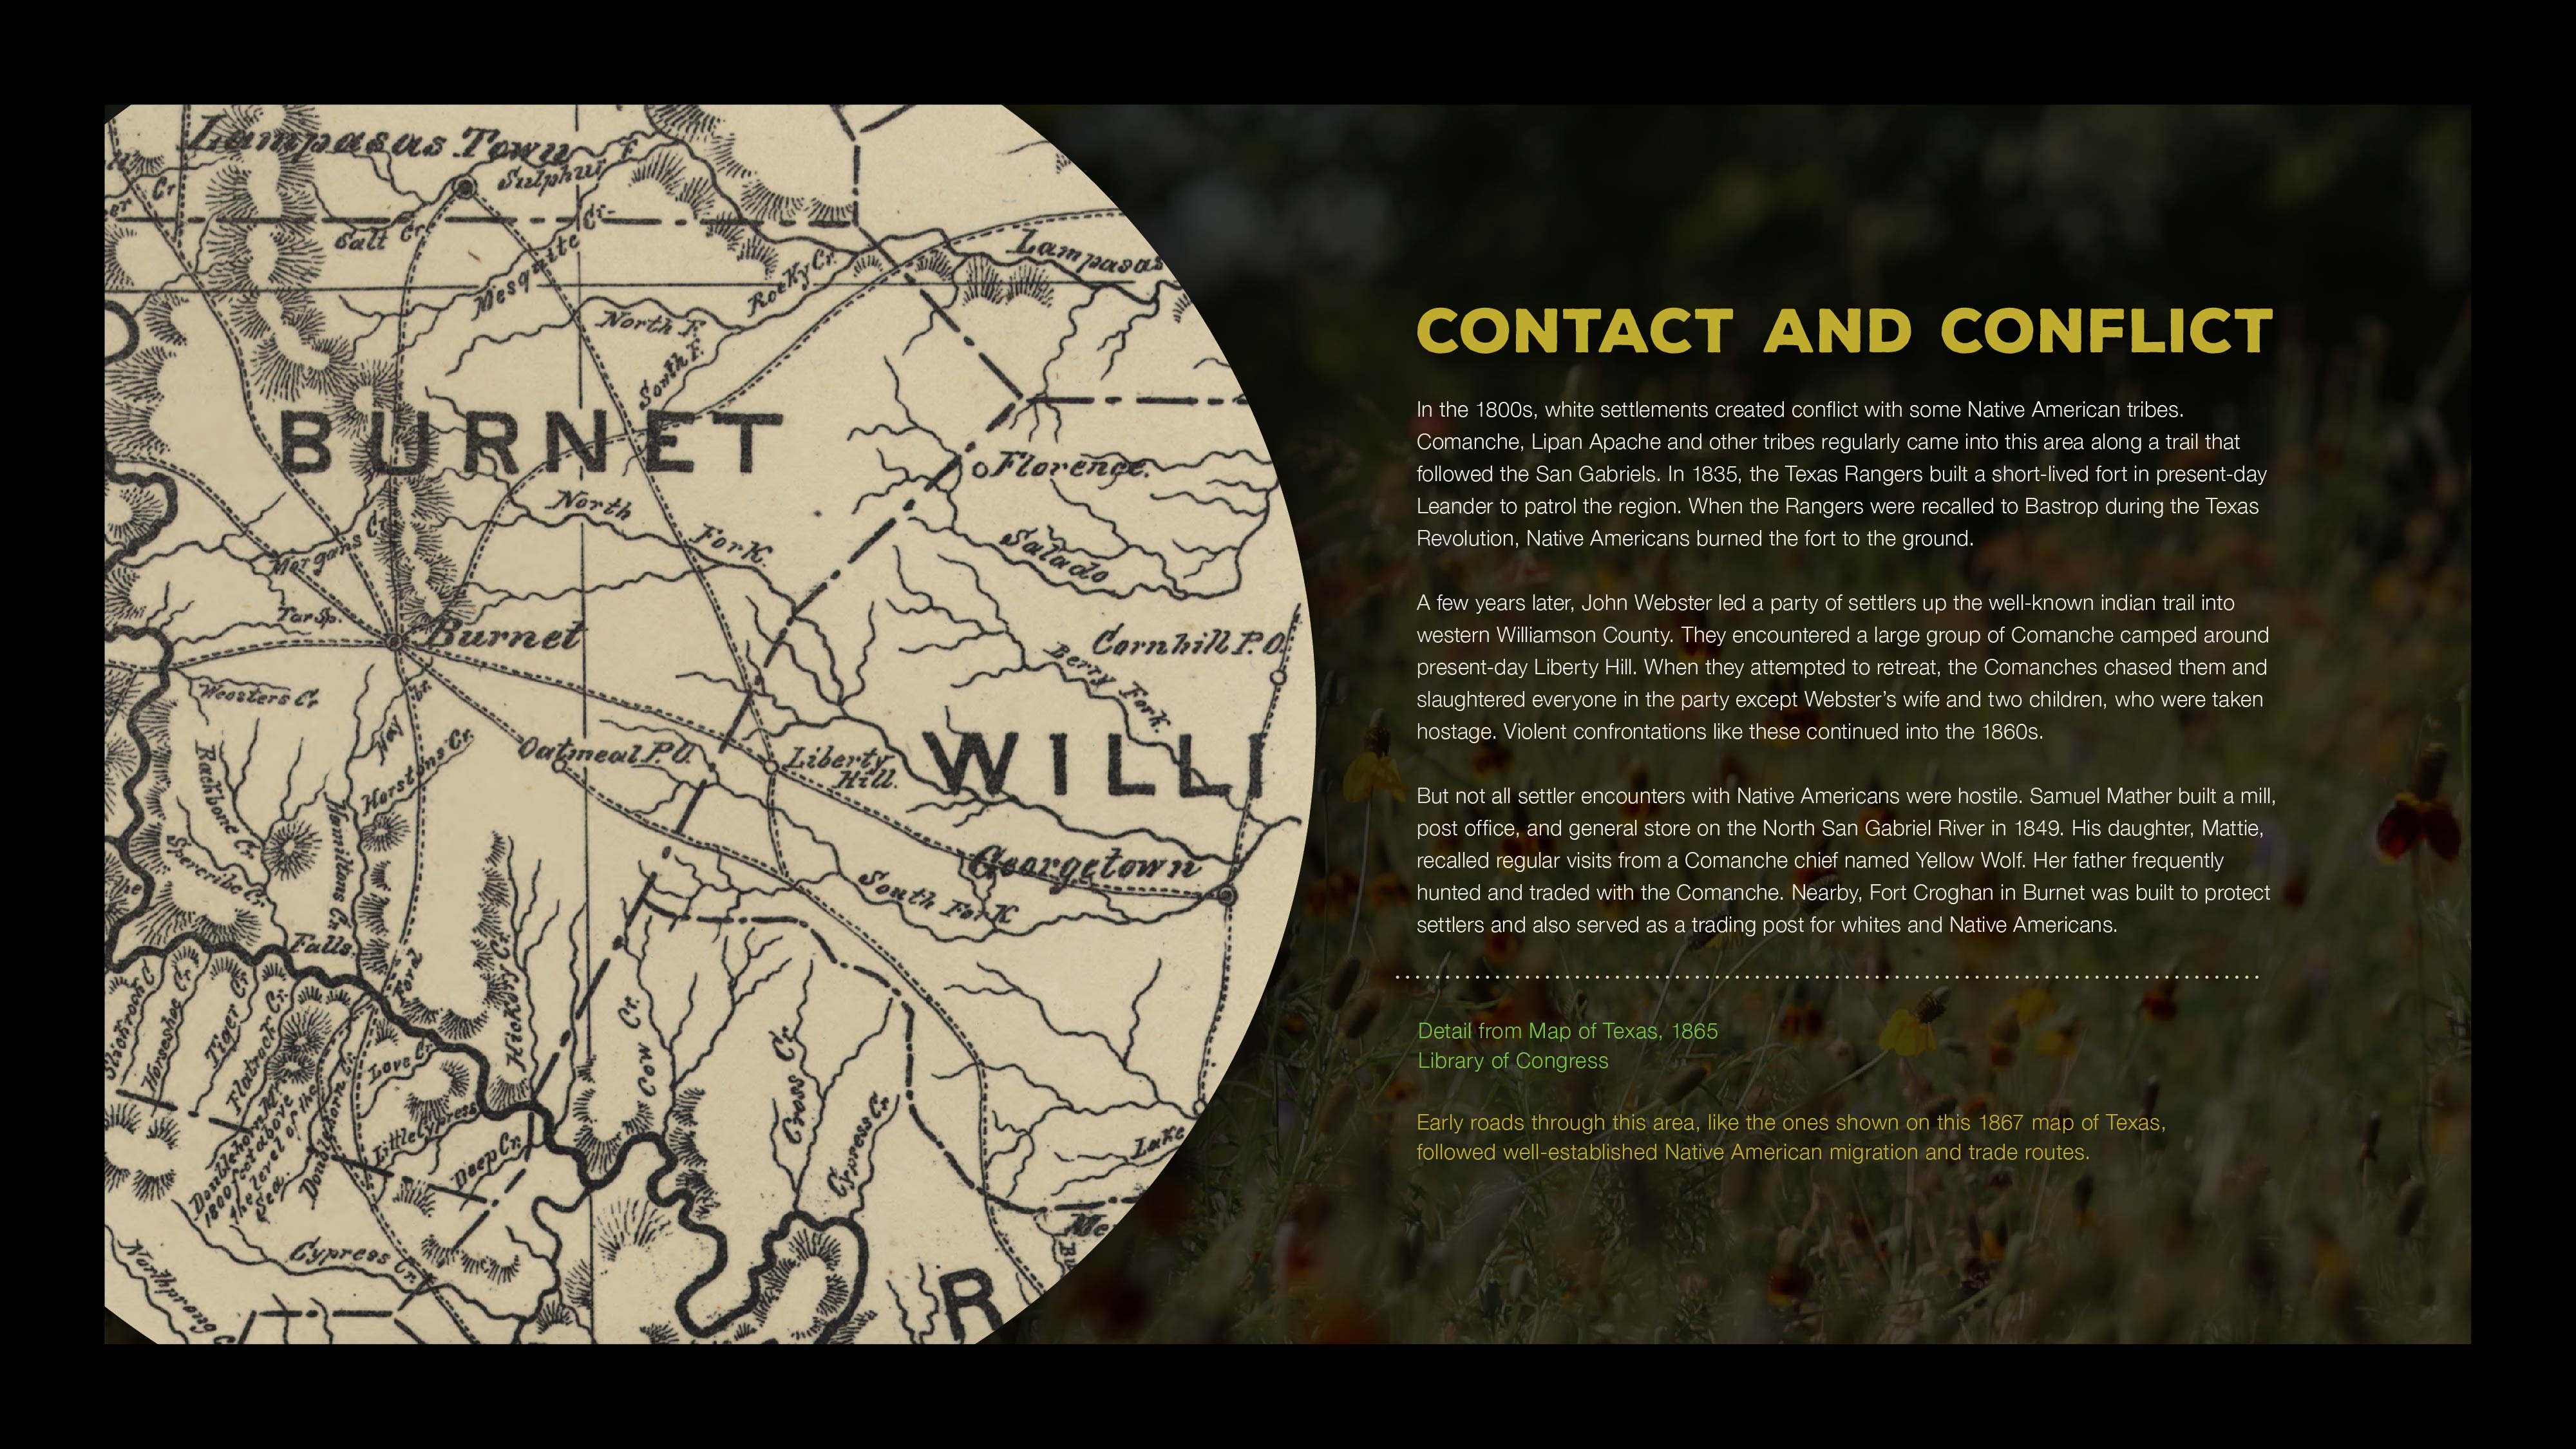 Lampasas Town
Sulphur F.
Cr.
Salt Cr.
Mesquite Cr.
Rocky Cr.
Lampasas
North F.
South F.
BURNET
Florence.
North Fork.
Salado
Morgans Cr.
Tar Sp.
Burnet
Cornhill P.O.
Berry Fork.
Oatmeal P.O.
Liberty Hill.
WILLI
Georgetown
South Fork
Hamiltons Cr.
Falls
Ford
Hickory Cr.
Cow Cr.
Cross Cr.
Cypress Cr.
Horseshoe Cr.
Tiger Cr.
Flatrock Cr.
Love Cr.
Little Cypress
Deep Cr.
Lake
Cypress Cr.
Northprong
R
CONTACT AND CONFLICT
In the 1800s, white settlements created conflict with some Native American tribes.
Comanche, Lipan Apache and other tribes regularly came into this area along a trail that
followed the San Gabriels. In 1835, the Texas Rangers built a short-lived fort in present-day
Leander to patrol the region. When the Rangers were recalled to Bastrop during the Texas
Revolution, Native Americans burned the fort to the ground.
A few years later, John Webster led a party of settlers up the well-known indian trail into
western Williamson County. They encountered a large group of Comanche camped around
present-day Liberty Hill. When they attempted to retreat, the Comanches chased them and
slaughtered everyone in the party except Webster’s wife and two children, who were taken
hostage. Violent confrontations like these continued into the 1860s.
But not all settler encounters with Native Americans were hostile. Samuel Mather built a mill,
post office, and general store on the North San Gabriel River in 1849. His daughter, Mattie,
recalled regular visits from a Comanche chief named Yellow Wolf. Her father frequently
hunted and traded with the Comanche. Nearby, Fort Croghan in Burnet was built to protect
settlers and also served as a trading post for whites and Native Americans.
Detail from Map of Texas, 1865
Library of Congress
Early roads through this area, like the ones shown on this 1867 map of Texas,
followed well-established Native American migration and trade routes.